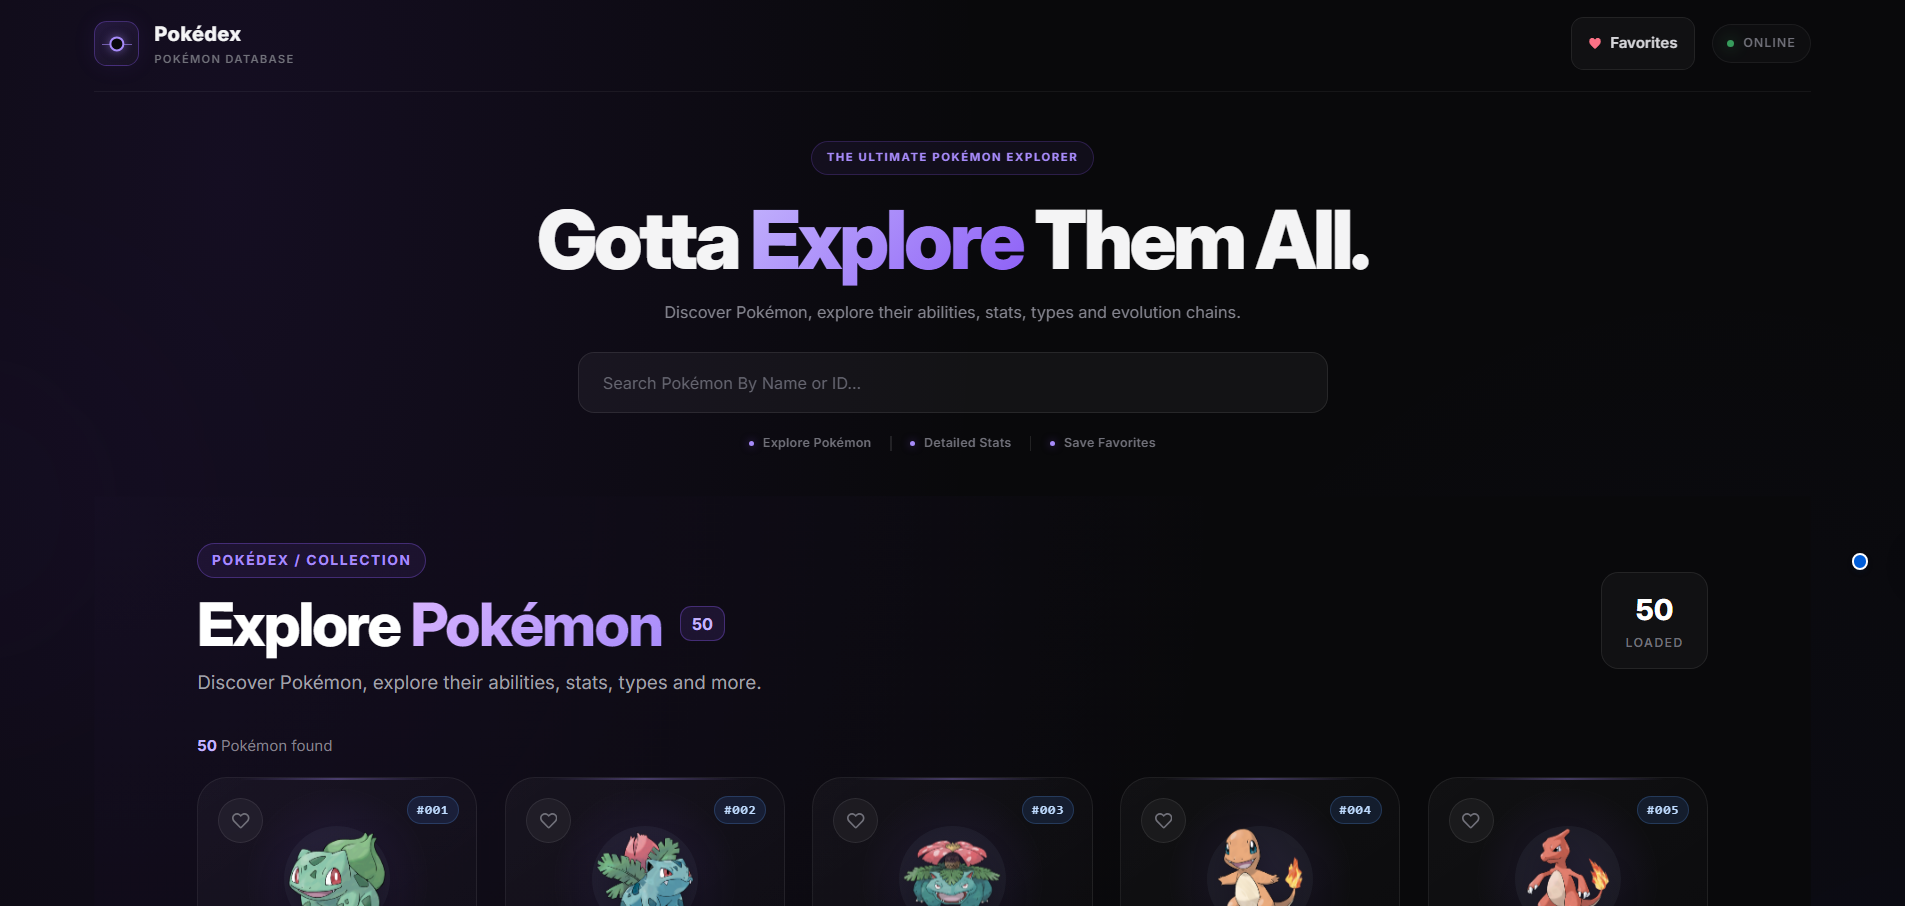 Pokédex
POKÉMON DATABASE
Favorites
ONLINE
THE ULTIMATE POKÉMON EXPLORER
Gotta Explore Them All.
Discover Pokémon, explore their abilities, stats, types and evolution chains.
Search Pokémon By Name or ID...
Explore Pokémon
Detailed Stats
Save Favorites
POKÉDEX / COLLECTION
Explore Pokémon 50
Discover Pokémon, explore their abilities, stats, types and more.
50
LOADED
50 Pokémon found
#001
#002
#003
#004
#005